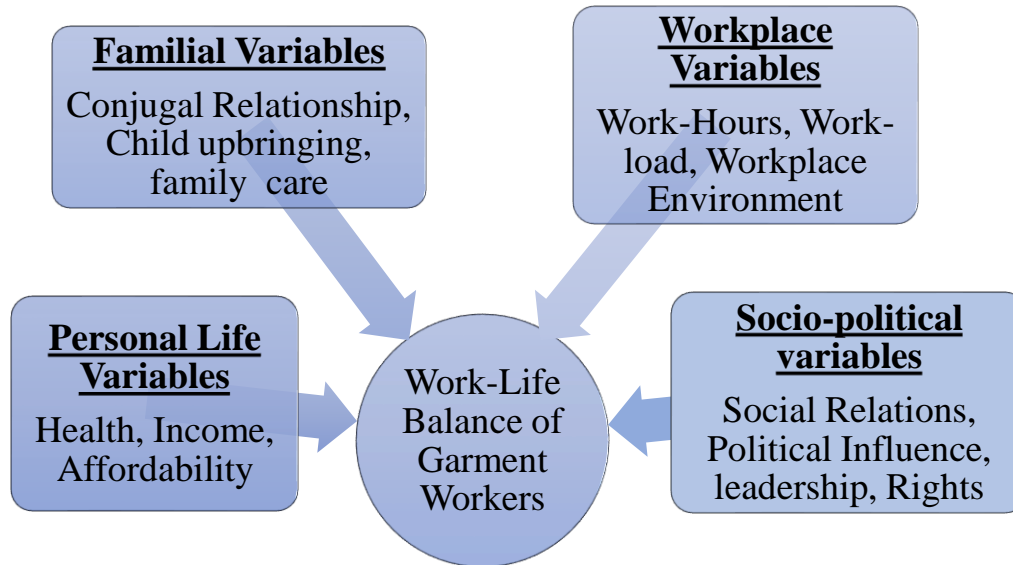 Familial Variables
Conjugal Relationship,
Child upbringing,
family care
Workplace
Variables
Work-Hours, Work-
load, Workplace
Environment
Personal Life
Variables
Health, Income,
Affordability
Work-Life
Balance of
Garment
Workers
Socio-political
variables
Social Relations,
Political Influence,
leadership, Rights